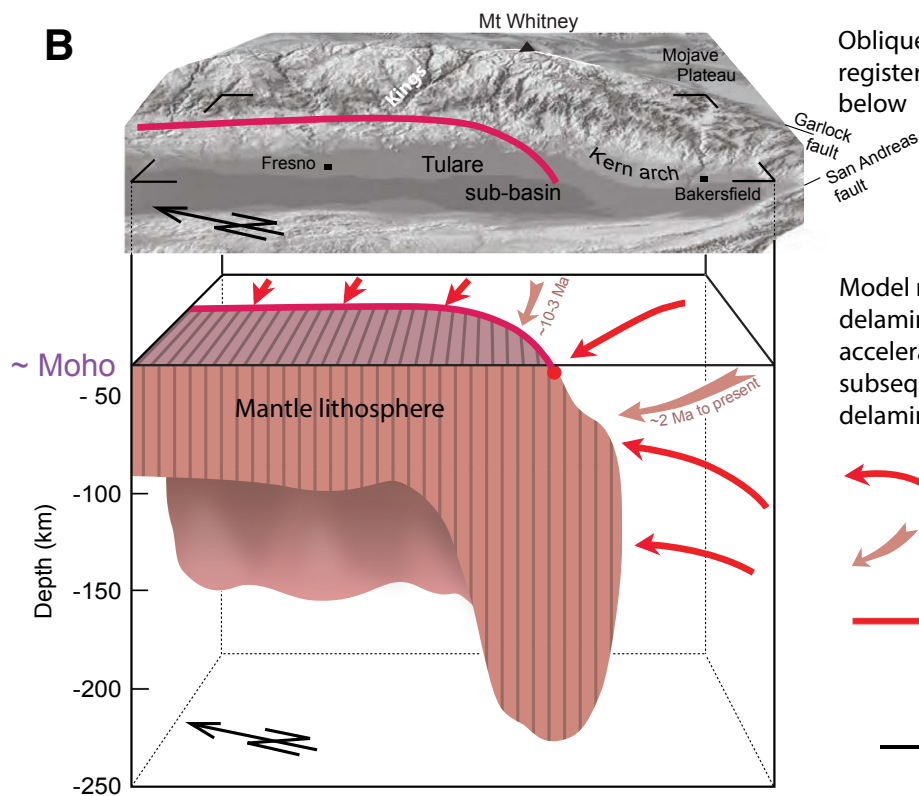 B
Mt Whitney
Mojave
Plateau
Kings
Garlock
fault
San Andreas
fault
Fresno
Tulare
sub-basin
Kern arch
Bakersfield
Oblique
register
below
~10-3 Ma
~ Moho
- 50
Mantle lithosphere
~2 Ma to present
-100
-150
-200
-250
Depth (km)
Model
delamin
accelera
subseq
delamin